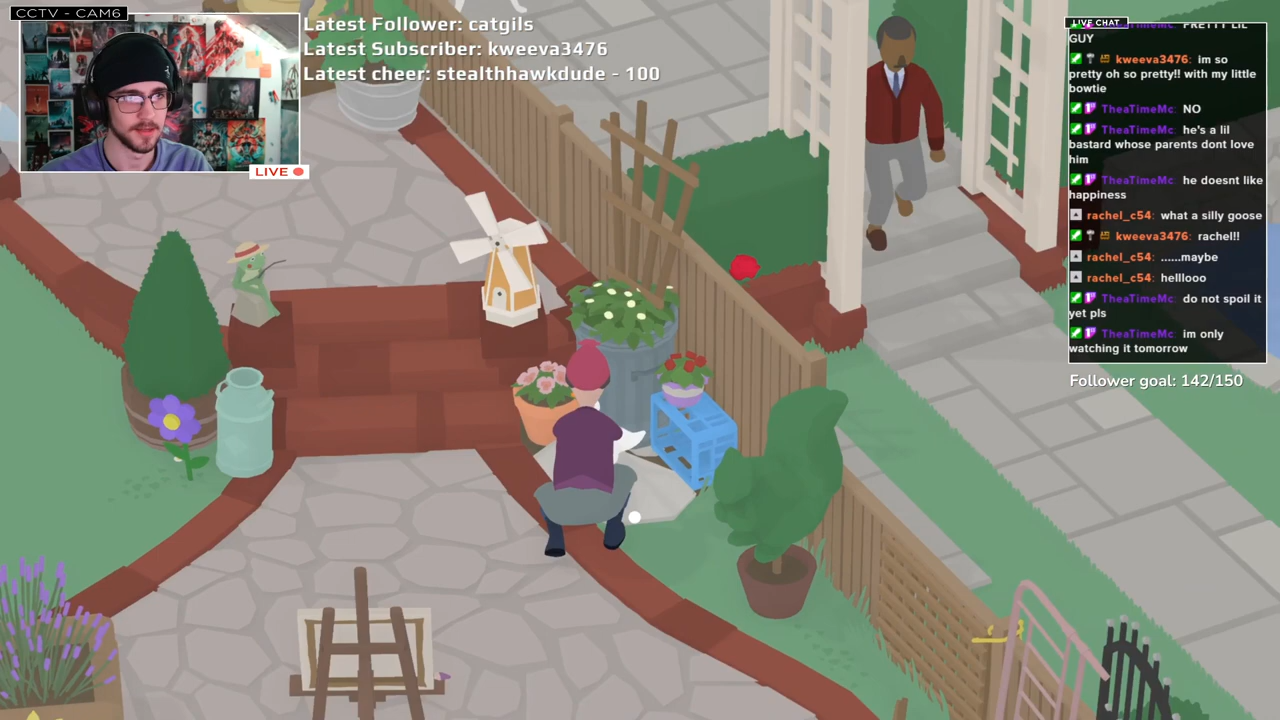 CCTV - CAM6
LIVE
Latest Follower: catgils
Latest Subscriber: kweeva3476
Latest cheer: stealthhawkdude - 100
LIVE CHAT
PRETTY LIL
GUY
kweeva3476: im so
pretty oh so pretty!! with my little
bowtie
TheaTimeMc: NO
TheaTimeMc: he's a lil
bastard whose parents dont love
him
TheaTimeMc: he doesnt like
happiness
rachel_c54: what a silly goose
kweeva3476: rachel!!
rachel_c54: ......maybe
rachel_c54: helllooo
TheaTimeMc: do not spoil it
yet pls
TheaTimeMc: im only
watching it tomorrow
Follower goal: 142/150